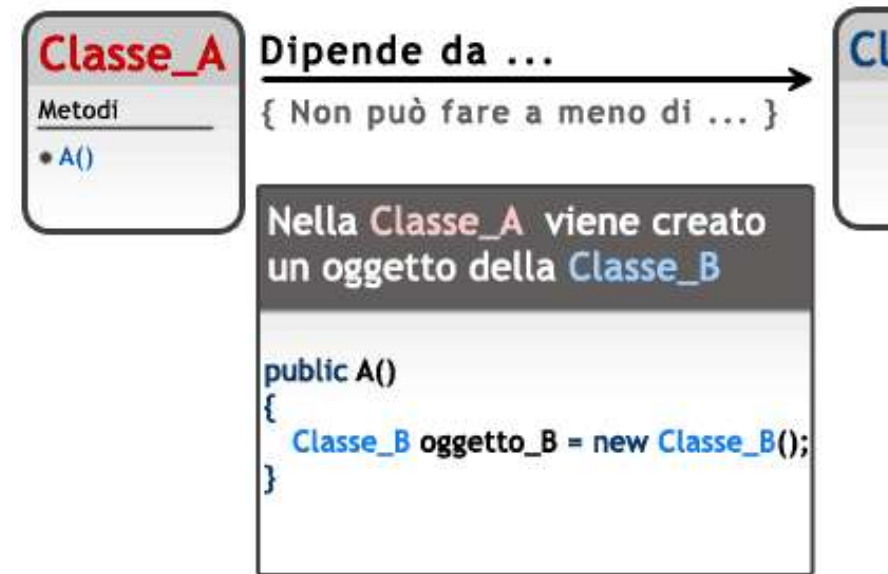 Classe_A
Metodi
• A()
Dipende da ...
{ Non può fare a meno di ... }
Nella Classe_A viene creato
un oggetto della Classe_B
public A()
{
Classe_B oggetto_B = new Classe_B();
}